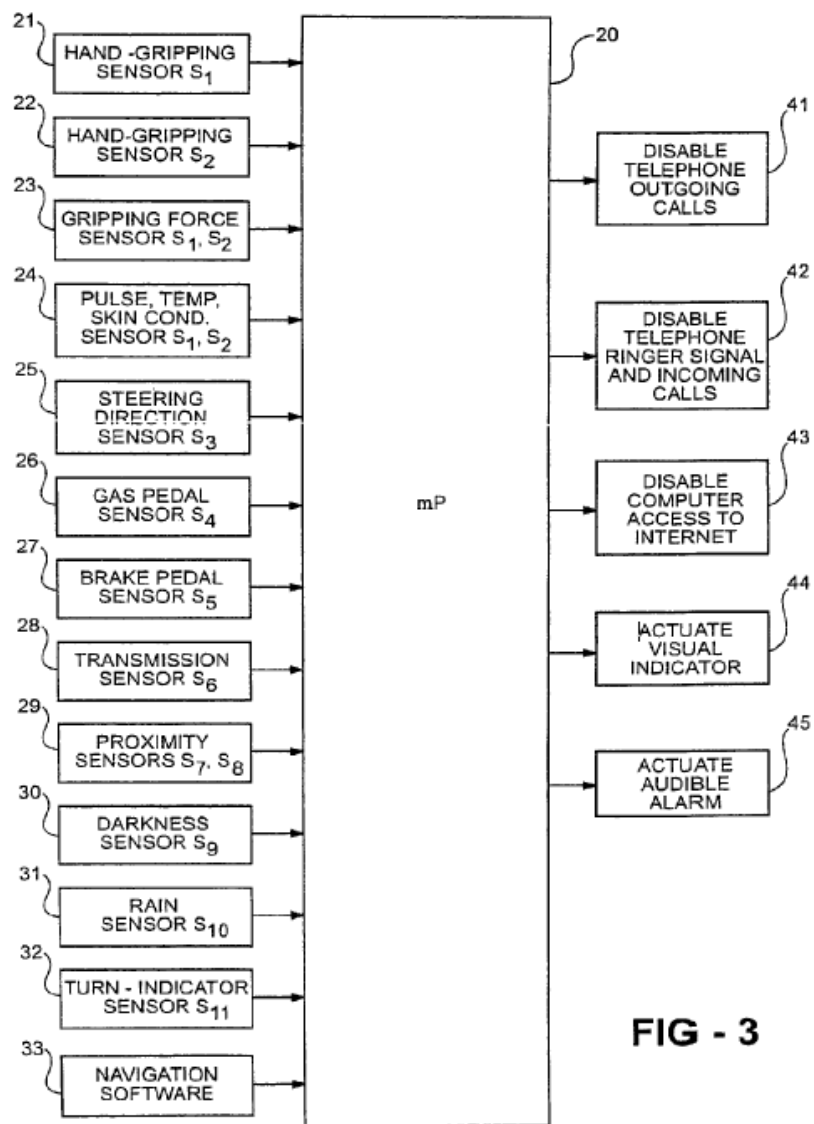 21
HAND -GRIPPING
SENSOR S1
22
HAND-GRIPPING
SENSOR S2
23
GRIPPING FORCE
SENSOR S1, S2
24
PULSE, TEMP,
SKIN COND.
SENSOR S1, S2
25
STEERING
DIRECTION
SENSOR S3
26
GAS PEDAL
SENSOR S4
27
BRAKE PEDAL
SENSOR S5
28
TRANSMISSION
SENSOR S6
29
PROXIMITY
SENSORS S7, S8
30
DARKNESS
SENSOR S9
31
RAIN
SENSOR S10
32
TURN - INDICATOR
SENSOR S11
33
NAVIGATION
SOFTWARE
20
mP
41
DISABLE
TELEPHONE
OUTGOING
CALLS
42
DISABLE
TELEPHONE
RINGER SIGNAL
AND INCOMING
CALLS
43
DISABLE
COMPUTER
ACCESS TO
INTERNET
44
ACTUATE
VISUAL
INDICATOR
45
ACTUATE
AUDIBLE
ALARM
FIG - 3